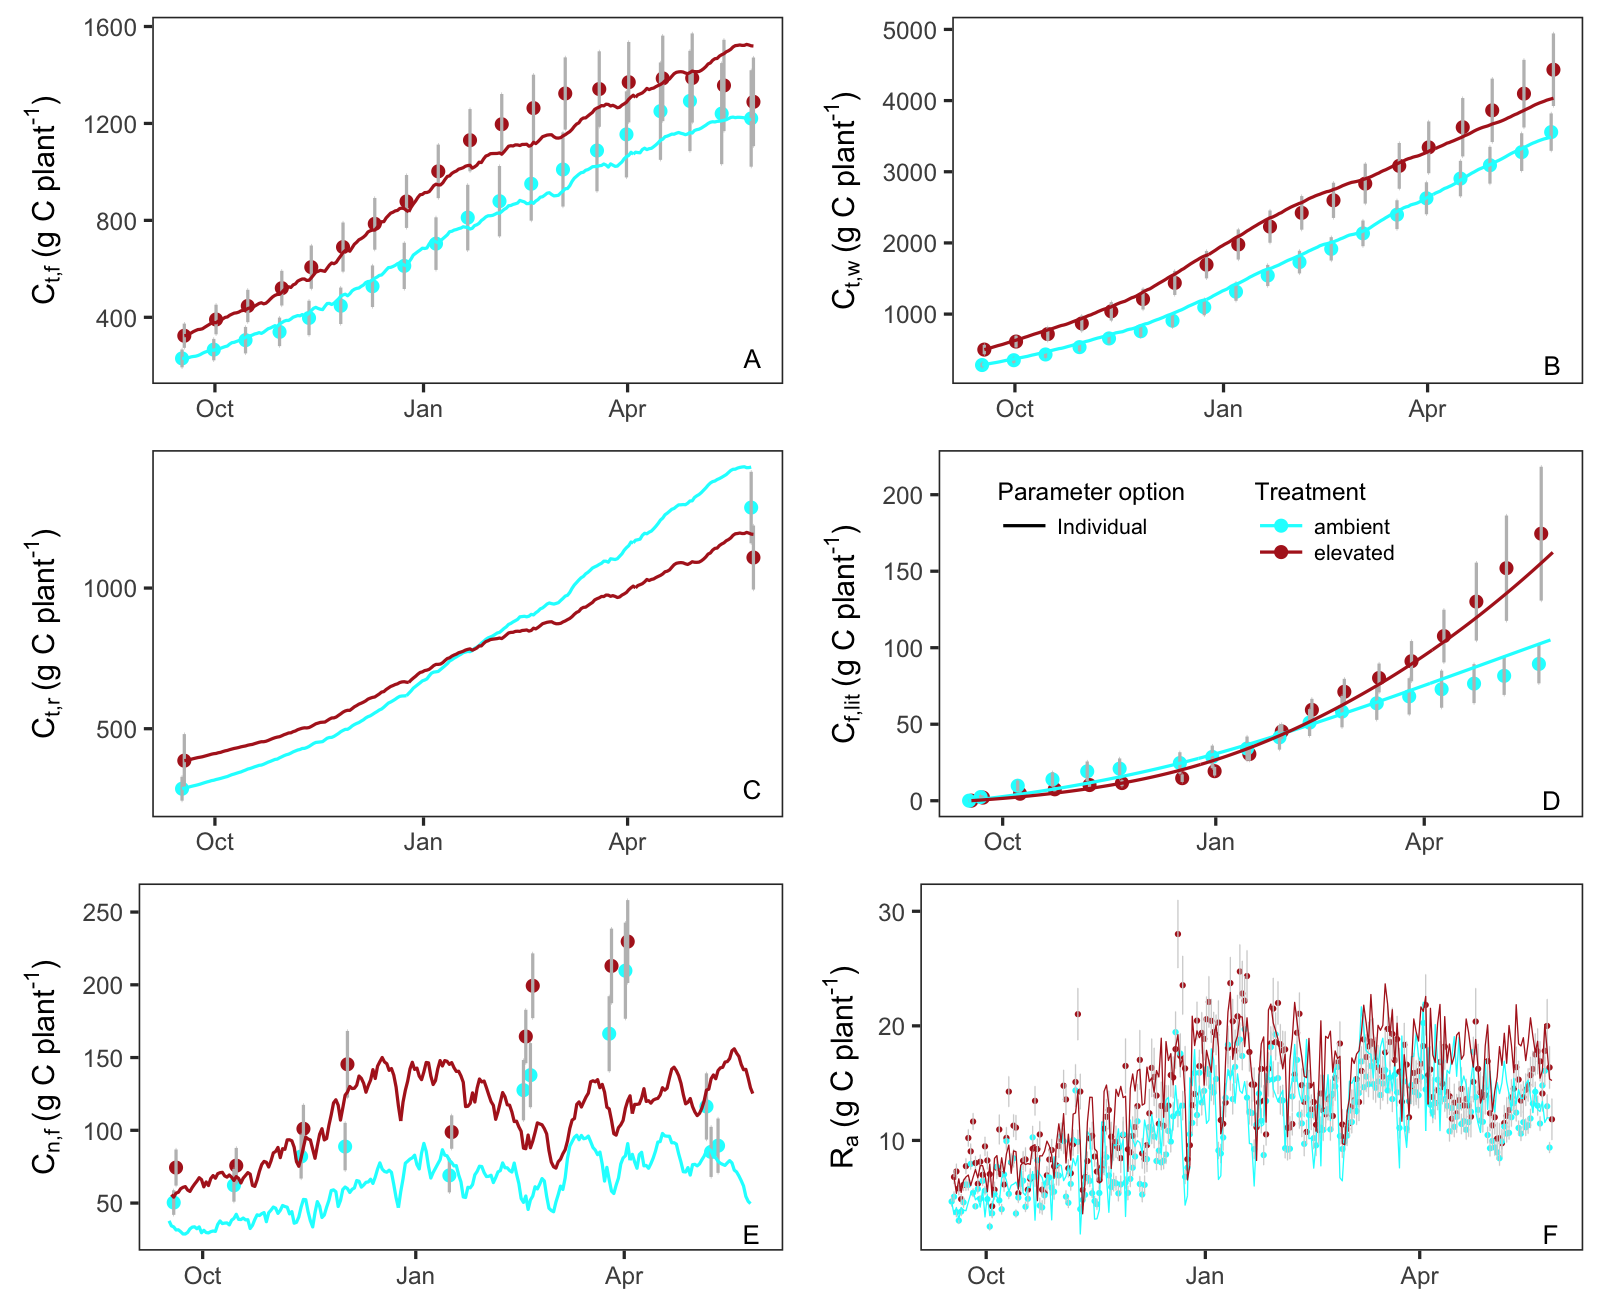 1600
1200
800
400
Oct Jan Apr
Ct,f (g C plant-1)
A
5000
4000
3000
2000
1000
Oct Jan Apr
Ct,w (g C plant-1)
B
1000
500
Oct Jan Apr
Ct,r (g C plant-1)
C
200
150
100
50
0
Oct Jan Apr
Cf,lit (g C plant-1)
Parameter option
Individual
Treatment
ambient
elevated
D
250
200
150
100
50
Oct Jan Apr
Cn,f (g C plant-1)
E
30
20
10
Oct Jan Apr
Ra (g C plant-1)
F